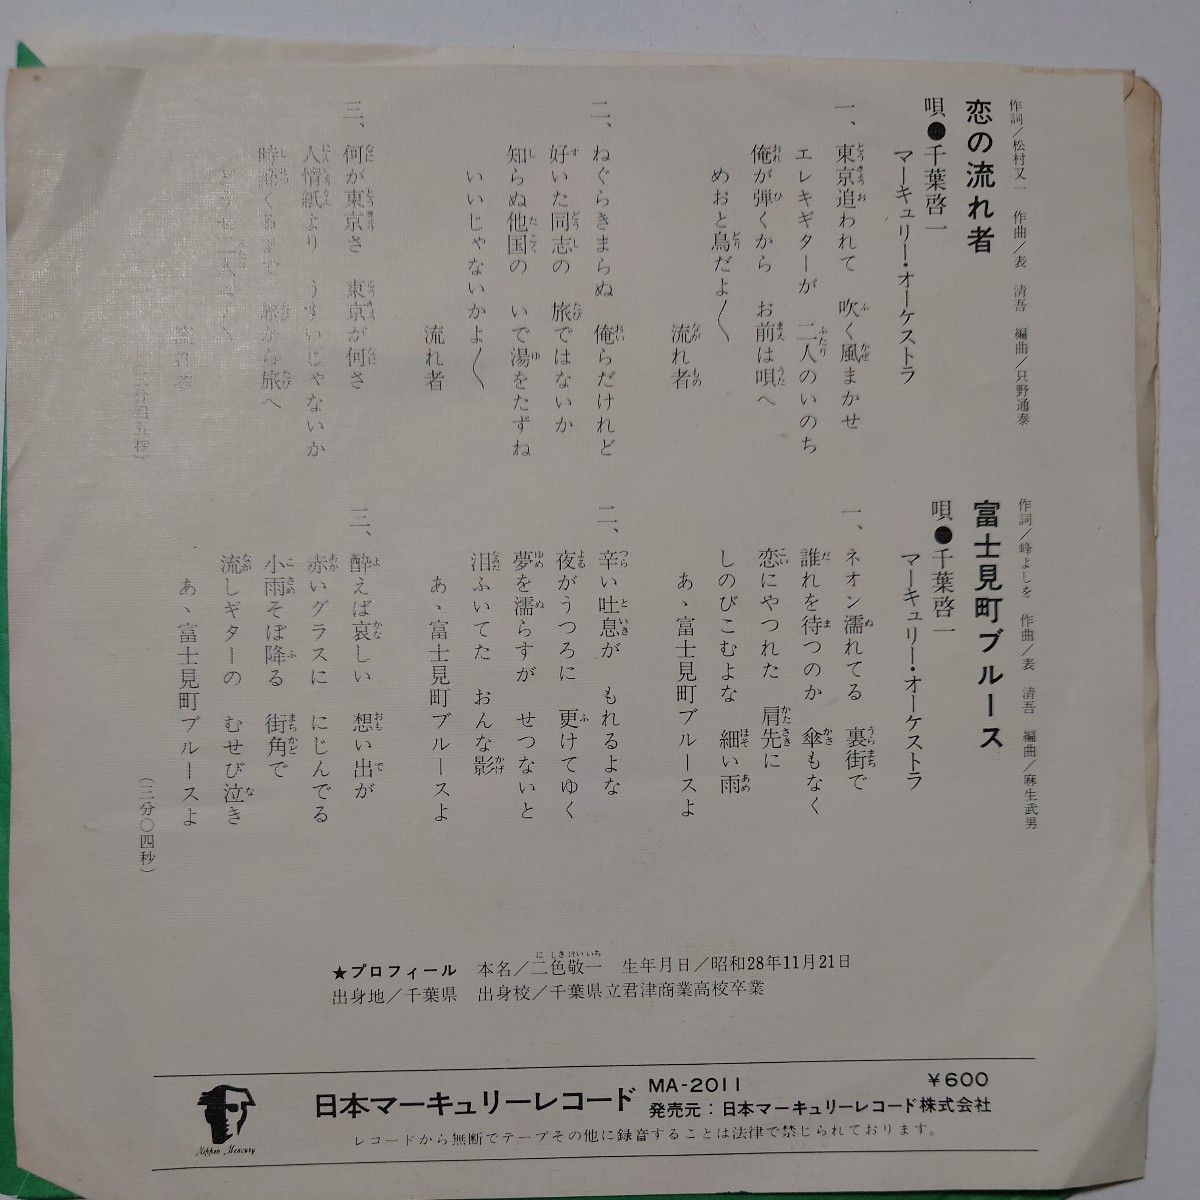 恋の流れ者
作詞／松村又一　作曲／表　清吾　編曲／只野通泰
唄●千葉啓一
マーキュリー・オーケストラ
一、東京追われて　吹く風まかせ
エレキギターが　二人のいのち
俺が弾くから　お前は唄へ
めおと鳥だよ〱
流れ者
二、ねぐらきまらぬ　俺らだけれど
好いた同志の　旅ではないか
知らぬ他国の　いで湯をたずね
いいじゃないかよ〱
流れ者
三、何が東京さ　東京が何さ
人情紙より　うすいじゃないか
旅へ
流れ者
富士見町ブルース
作詞／峰よしを　作曲／表　清吾　編曲／麻生武男
唄●千葉啓一
マーキュリー・オーケストラ
一、ネオン濡れてる　裏街で
誰れを待つのか　傘もなく
恋にやつれた　肩先に
しのびこむよな　細い雨
あゝ富士見町ブルースよ
二、辛い吐息が　もれるよな
夜がうつろに　更けてゆく
夢を濡らすが　せつないと
泪ふいてた　おんな影
あゝ富士見町ブルースよ
三、酔えば哀しい　想い出が
赤いグラスに　にじんでる
小雨そぼ降る　街角で
流しギターの　むせび泣き
あゝ富士見町ブルースよ
（三分〇四秒）
★プロフィール　本名／二色敬一　生年月日／昭和28年11月21日
出身地／千葉県　出身校／千葉県立君津商業高校卒業
Nippon Mercury
日本マーキュリーレコード
MA-2011　￥600
発売元：日本マーキュリーレコード株式会社
レコードから無断でテープその他に録音することは法律で禁じられております。